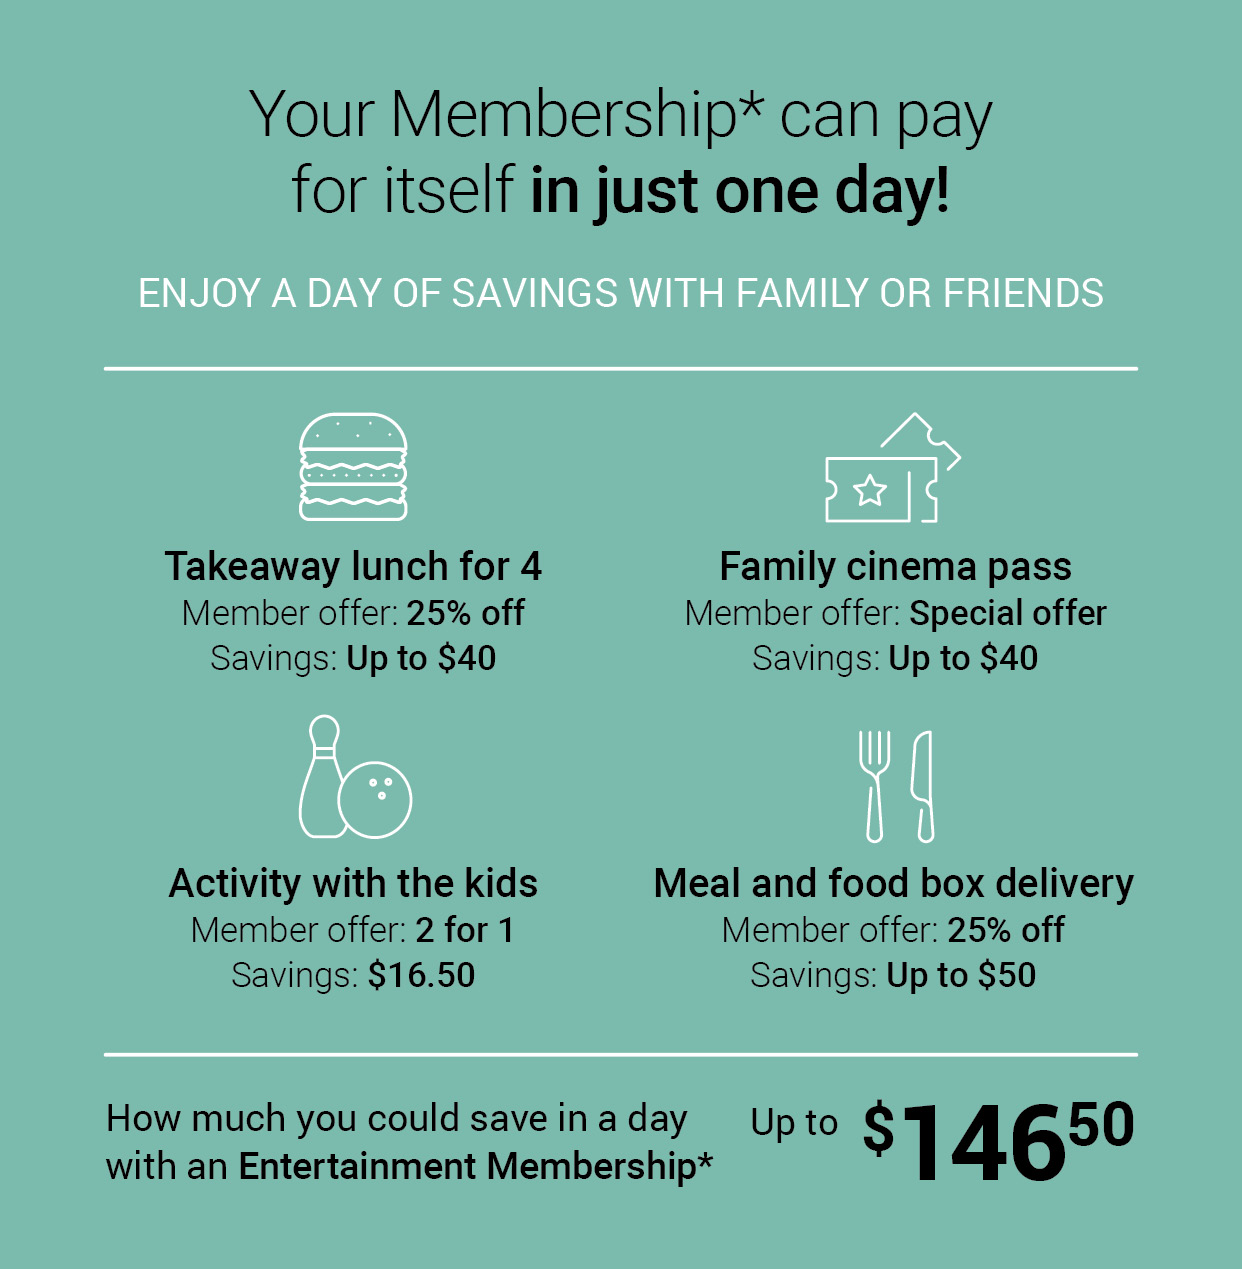 Your Membership* can pay
for itself in just one day!
ENJOY A DAY OF SAVINGS WITH FAMILY OR FRIENDS
Takeaway lunch for 4
Member offer: 25% off
Savings: Up to $40
Family cinema pass
Member offer: Special offer
Savings: Up to $40
Activity with the kids
Member offer: 2 for 1
Savings: $16.50
Meal and food box delivery
Member offer: 25% off
Savings: Up to $50
How much you could save in a day
with an Entertainment Membership*
Up to $14650